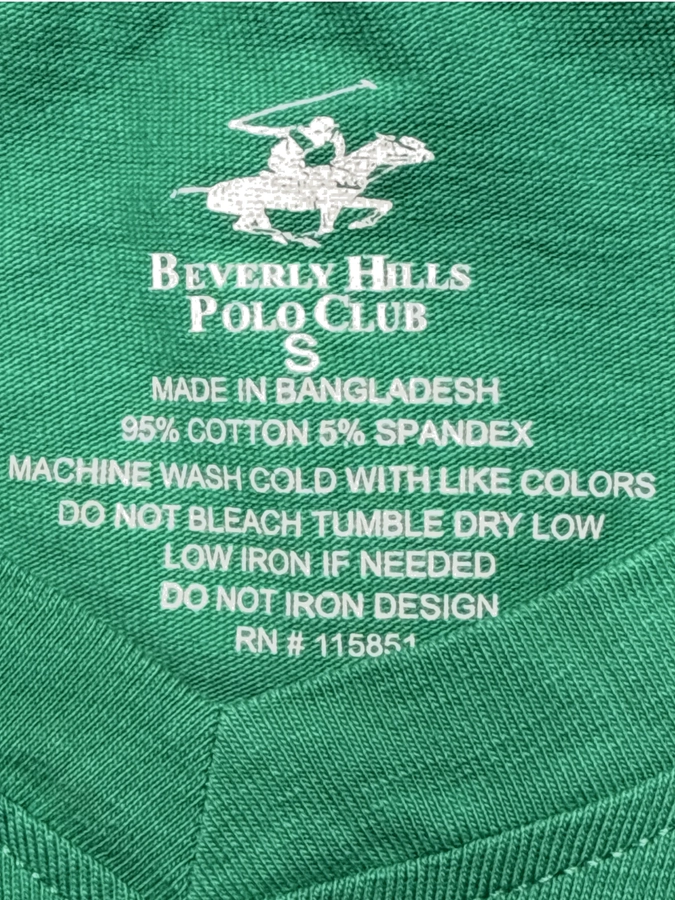 BEVERLY HILLS
POLO CLUB
S
MADE IN BANGLADESH
95% COTTON 5% SPANDEX
MACHINE WASH COLD WITH LIKE COLORS
DO NOT BLEACH TUMBLE DRY LOW
LOW IRON IF NEEDED
DO NOT IRON DESIGN
RN # 115851